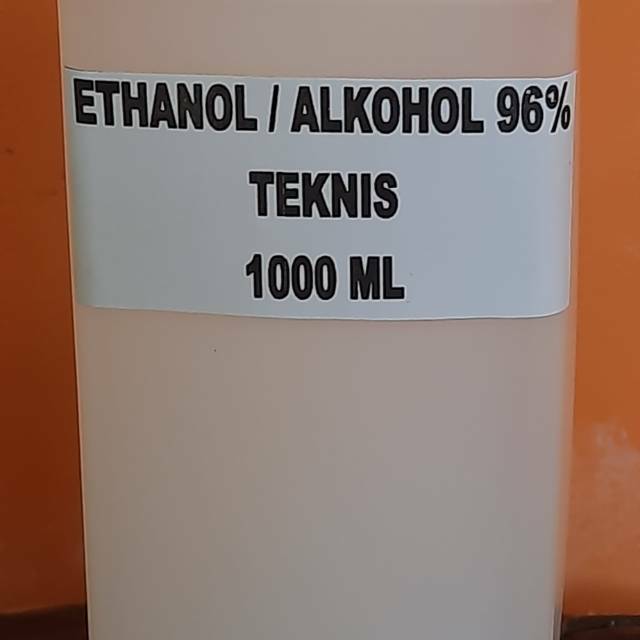 ETHANOL / ALKOHOL 96%
TEKNIS
1000 ML